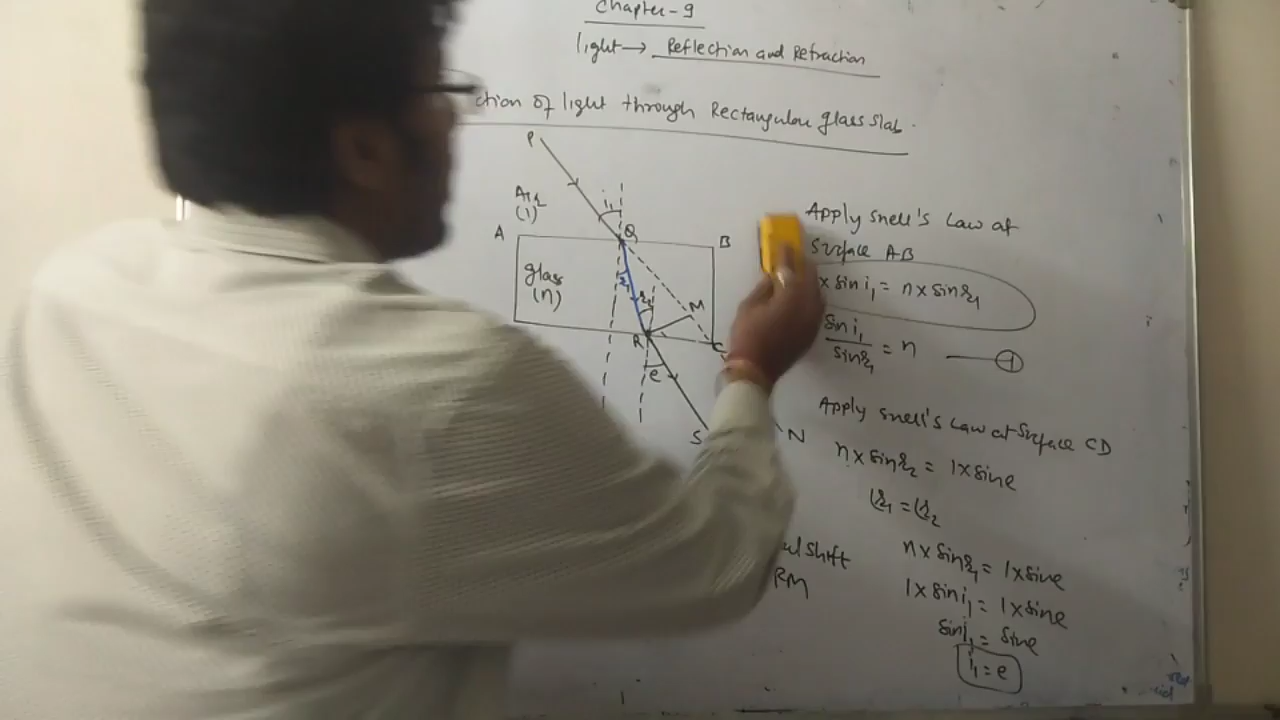 Chapter-9
light → Reflection and Refraction
ction of light through Rectangular glass slab.
P
Air
(1)
i₁
A
Q
B
glass
(n)
r₁
r₂
M
R
C
e
S
N
Apply Snell's Law at
Surface AB
x sin i₁ = n x sin r₁
sin i₁ / sin r₁ = n — ①
Apply Snell's Law at Surface CD
n x sin r₂ = 1 x sin e
∠r₁ = ∠r₂
n x sin r₁ = 1 x sin e
1 x sin i₁ = 1 x sin e
sin i₁ = sin e
i₁ = e
al Shift
RM